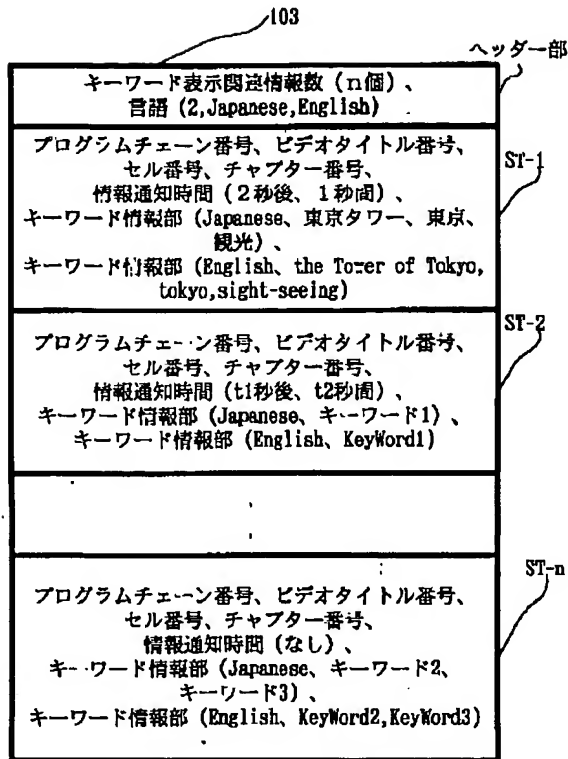 103
ヘッダー部
キーワード表示関連情報数（n個）、
言語（2,Japanese,English）
プログラムチェーン番号、ビデオタイトル番号、
セル番号、チャプター番号、
情報通知時間（2秒後、1秒間）、
キーワード情報部（Japanese、東京タワー、東京、
観光）、
キーワード情報部（English、the Tower of Tokyo,
tokyo,sight-seeing）
ST-1
プログラムチェーン番号、ビデオタイトル番号、
セル番号、チャプター番号、
情報通知時間（t1秒後、t2秒間）、
キーワード情報部（Japanese、キーワード1）、
キーワード情報部（English、KeyWord1）
ST-2
プログラムチェーン番号、ビデオタイトル番号、
セル番号、チャプター番号、
情報通知時間（なし）、
キーワード情報部（Japanese、キーワード2、
キーワード3）、
キーワード情報部（English、KeyWord2,KeyWord3）
ST-n